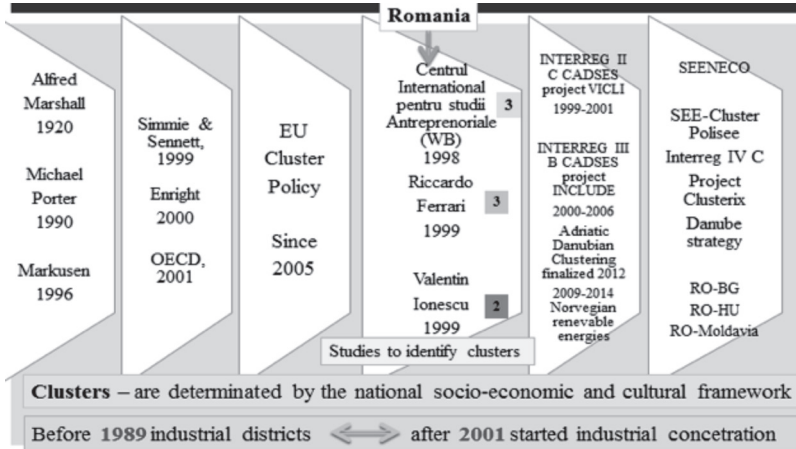 Romania
Alfred
Marshall
1920
Michael
Porter
1990
Markusen
1996
Simmie &
Sennett,
1999
Enright
2000
OECD,
2001
EU
Cluster
Policy
Since
2005
Centrul
International
pentru studii
Antreprenoriale
(WB)
1998
3
Riccardo
Ferrari
1999
3
Valentin
Ionescu
1999
2
Studies to identify clusters
INTERREG II
C CADSES
project VICLI
1999-2001
INTERREG III
B CADSES
project
INCLUDE
2000-2006
Adriatic
Danubian
Clustering
finalized 2012
2009-2014
Norvegian
renevable
energies
SEENECO
SEE-Cluster
Polisee
Interreg IV C
Project
Clusterix
Danube
strategy
RO-BG
RO-HU
RO-Moldavia
Clusters – are determinated by the national socio-economic and cultural framework
Before 1989 industrial districts after 2001 started industrial concetration